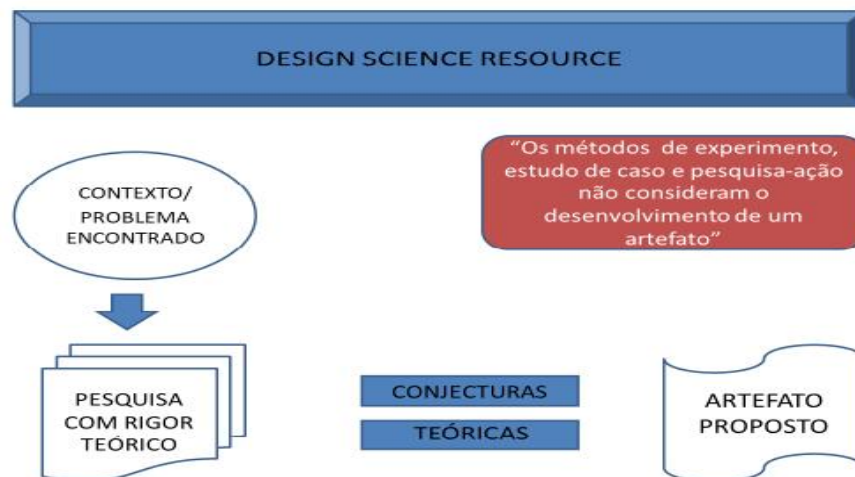 DESIGN SCIENCE RESOURCE
CONTEXTO/
PROBLEMA
ENCONTRADO
“Os métodos de experimento,
estudo de caso e pesquisa-ação
não consideram o
desenvolvimento de um
artefato”
PESQUISA
COM RIGOR
TEÓRICO
CONJECTURAS
TEÓRICAS
ARTEFATO
PROPOSTO